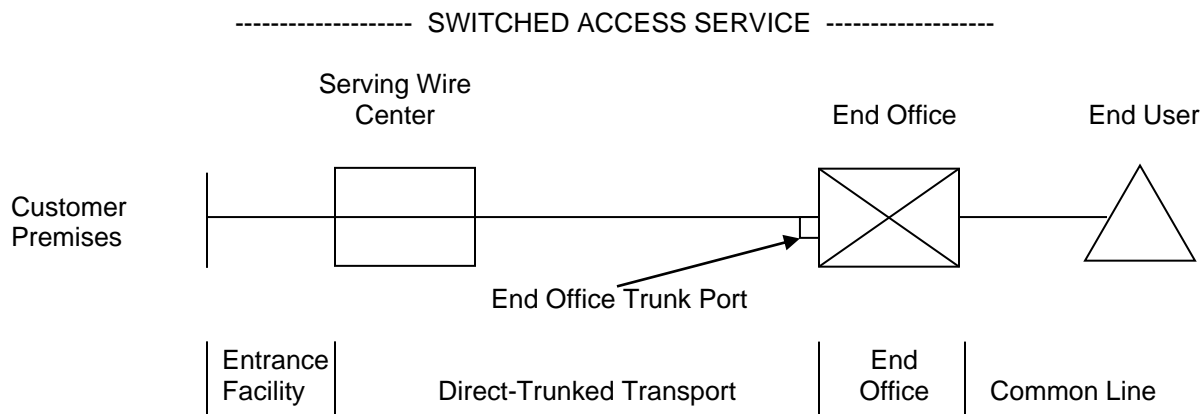 -------------------- SWITCHED ACCESS SERVICE -------------------
Serving Wire
Center
End Office
End User
Customer
Premises
End Office Trunk Port
Entrance
Facility
Direct-Trunked Transport
End
Office
Common Line